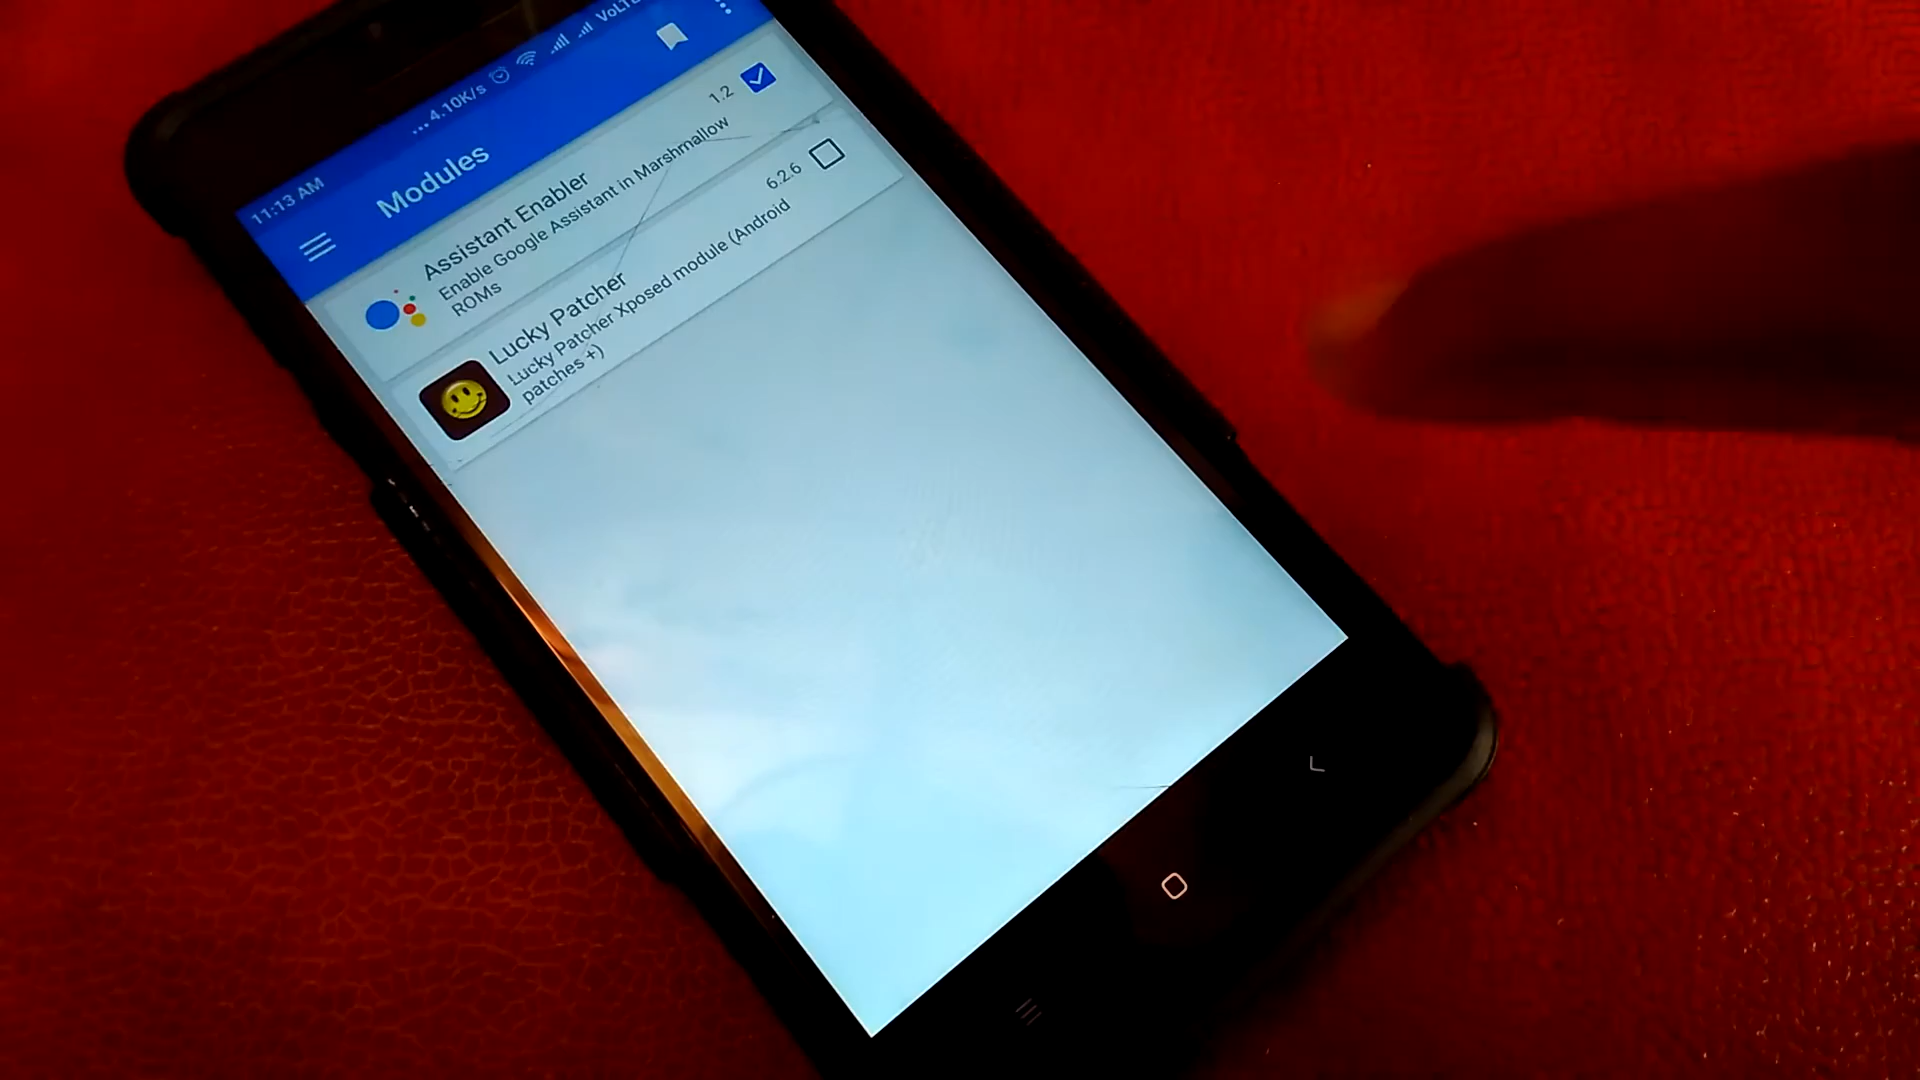 ...4.10K/s VoLTE
11:13 AM
Modules
Assistant Enabler 1.2
Enable Google Assistant in Marshmallow
ROMs
Lucky Patcher 6.2.6
Lucky Patcher Xposed module (Android
patches +)